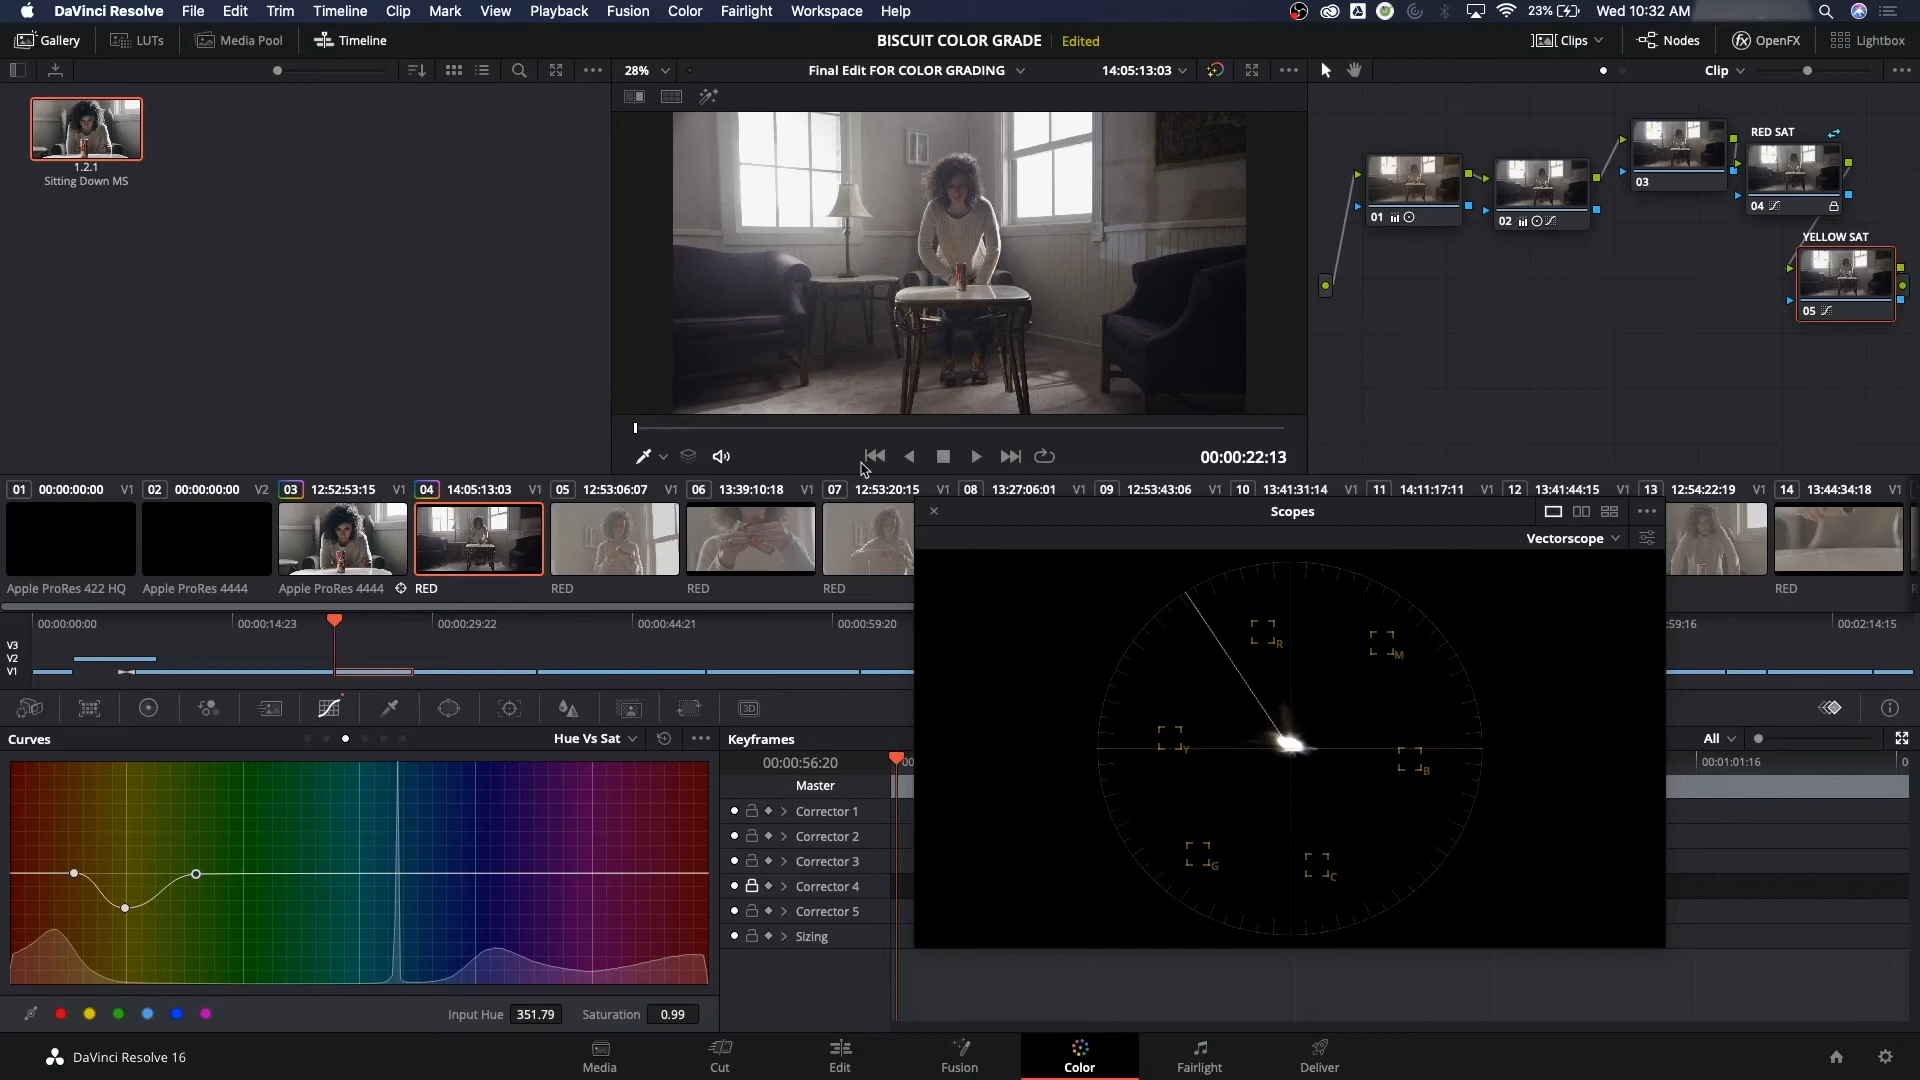 DaVinci Resolve File Edit Trim Timeline Clip Mark View Playback Fusion Color Fairlight Workspace Help 23% Wed 10:32 AM
Gallery LUTs Media Pool Timeline BISCUIT COLOR GRADE Edited Clips Nodes OpenFX Lightbox
28% Final Edit FOR COLOR GRADING 14:05:13:03 Clip
1.2.1
Sitting Down MS
RED SAT
01
02
03
04
YELLOW SAT
05
00:00:22:13
01 00:00:00:00 V1 02 00:00:00:00 V2 03 12:52:53:15 V1 04 14:05:13:03 V1 05 12:53:06:07 V1 06 13:39:10:18 V1 07 12:53:20:15 V1 08 13:27:06:01 V1 09 12:53:43:06 V1 10 13:41:31:14 V1 11 14:11:17:11 V1 12 13:41:44:15 V1 13 12:54:22:19 V1 14 13:44:34:18 V1
Apple ProRes 422 HQ Apple ProRes 4444 Apple ProRes 4444 RED RED RED RED RED
Scopes
Vectorscope
R
M
Y
B
G
C
00:00:00:00 00:00:14:23 00:00:29:22 00:00:44:21 00:00:59:20 :59:16 00:02:14:15
V3
V2
V1
3D
Curves Hue Vs Sat
Keyframes All
00:00:56:20 00 00:01:01:16 0
Master
Corrector 1
Corrector 2
Corrector 3
Corrector 4
Corrector 5
Sizing
Input Hue 351.79 Saturation 0.99
DaVinci Resolve 16
Media Cut Edit Fusion Color Fairlight Deliver